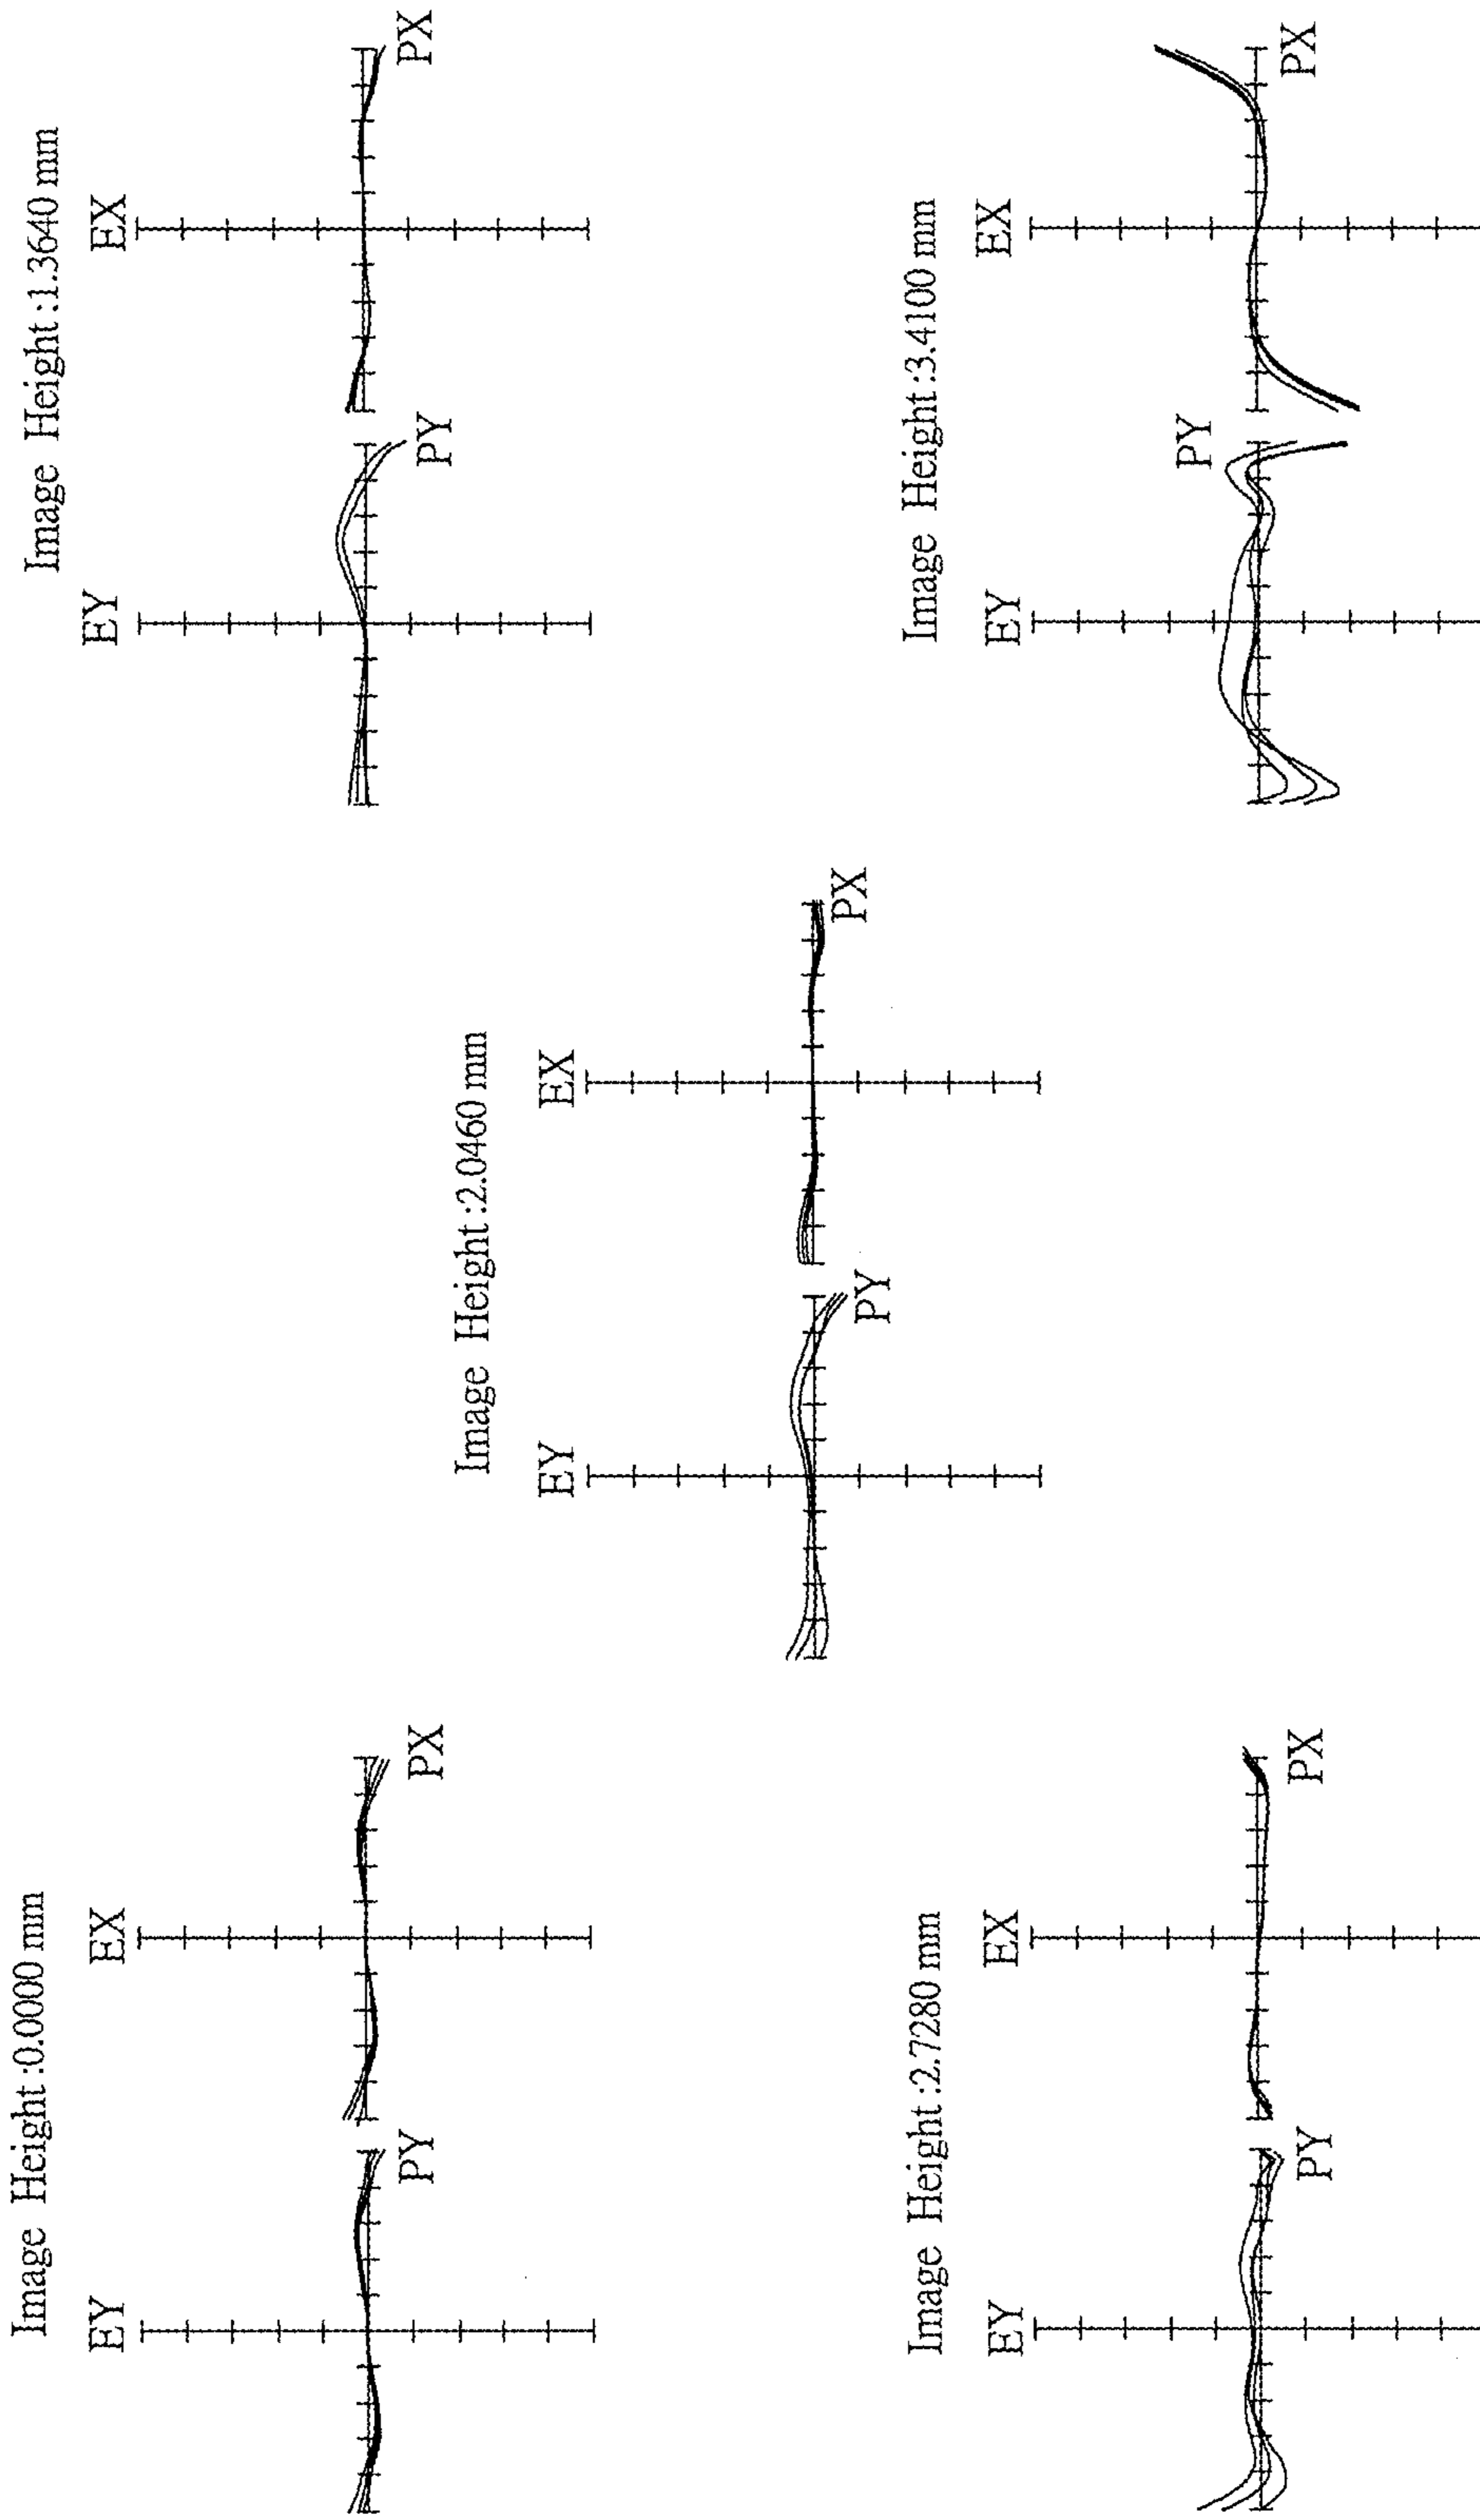 Image Height:0.0000 mm
EY
EX
PY
PX
Image Height:1.3640 mm
EY
EX
PY
PX
Image Height:2.0460 mm
EY
EX
PY
PX
Image Height:2.7280 mm
EY
EX
PY
PX
Image Height:3.4100 mm
EY
EX
PY
PX